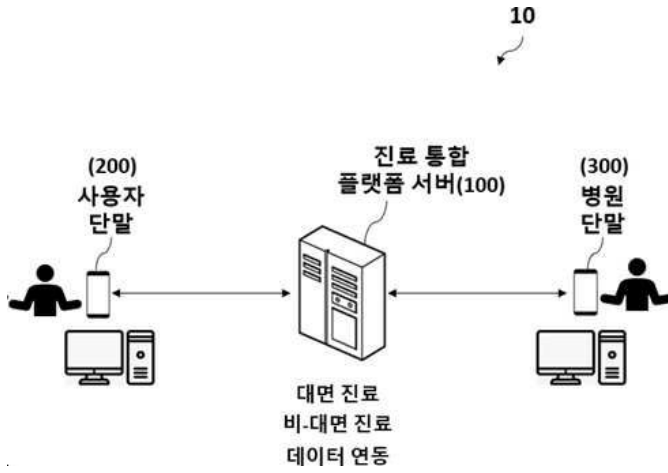 10
(200)
사용자
단말
진료 통합
플랫폼 서버(100)
(300)
병원
단말
대면 진료
비-대면 진료
데이터 연동